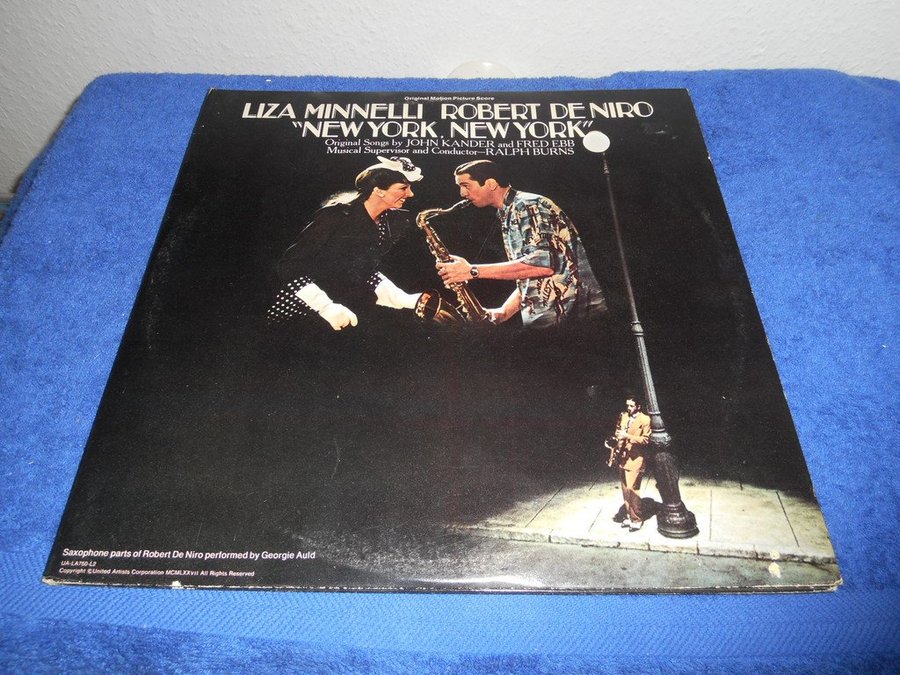 Original Motion Picture Score
LIZA MINNELLI ROBERT DE NIRO
"NEW YORK, NEW YORK"
Original Songs by JOHN KANDER and FRED EBB
Musical Supervisor and Conductor—RALPH BURNS
Saxophone parts of Robert De Niro performed by Georgie Auld
UA-LA750-L2
Copyright © United Artists Corporation MCMLXXVII All Rights Reserved